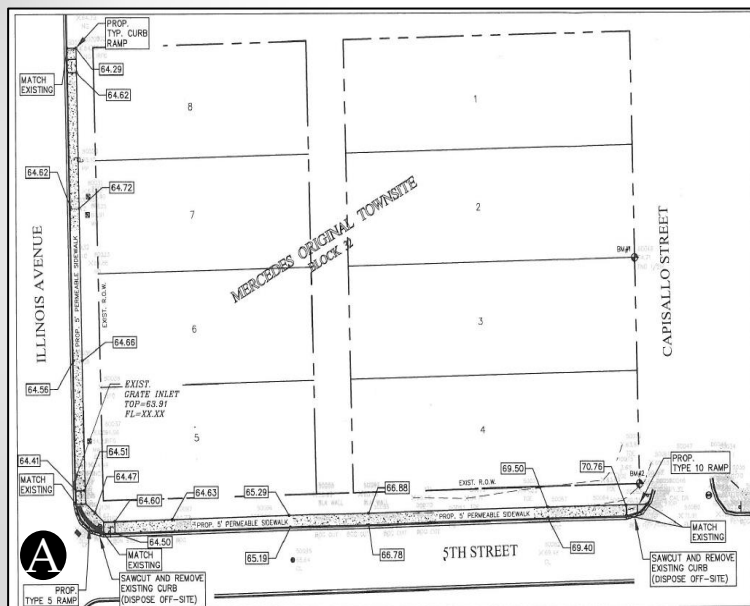 PROP.
TYP. CURB
RAMP
64.29
MATCH
EXISTING
64.62
8
1
64.62
64.72
7
2
MERCEDES ORIGINAL TOWNSITE
BLOCK 32
BM#1
ILLINOIS AVENUE
PROP. 5' PERMEABLE SIDEWALK
EXIST. R.O.W.
CAPISALLO STREET
6
3
64.66
64.56
EXIST.
GRATE INLET
TOP=63.91
FL=XX.XX
5
4
64.41
64.51
MATCH
EXISTING
64.47
64.60
64.63
65.29
66.88
EXIST. R.O.W.
69.50
70.76
BM#2
PROP.
TYPE 10 RAMP
PROP. 5' PERMEABLE SIDEWALK
PROP. 5' PERMEABLE SIDEWALK
64.50
65.19
66.78
69.40
MATCH
EXISTING
MATCH
EXISTING
A
5TH STREET
PROP.
TYPE 5 RAMP
SAWCUT AND REMOVE
EXISTING CURB
(DISPOSE OFF-SITE)
SAWCUT AND REMOVE
EXISTING CURB
(DISPOSE OFF-SITE)